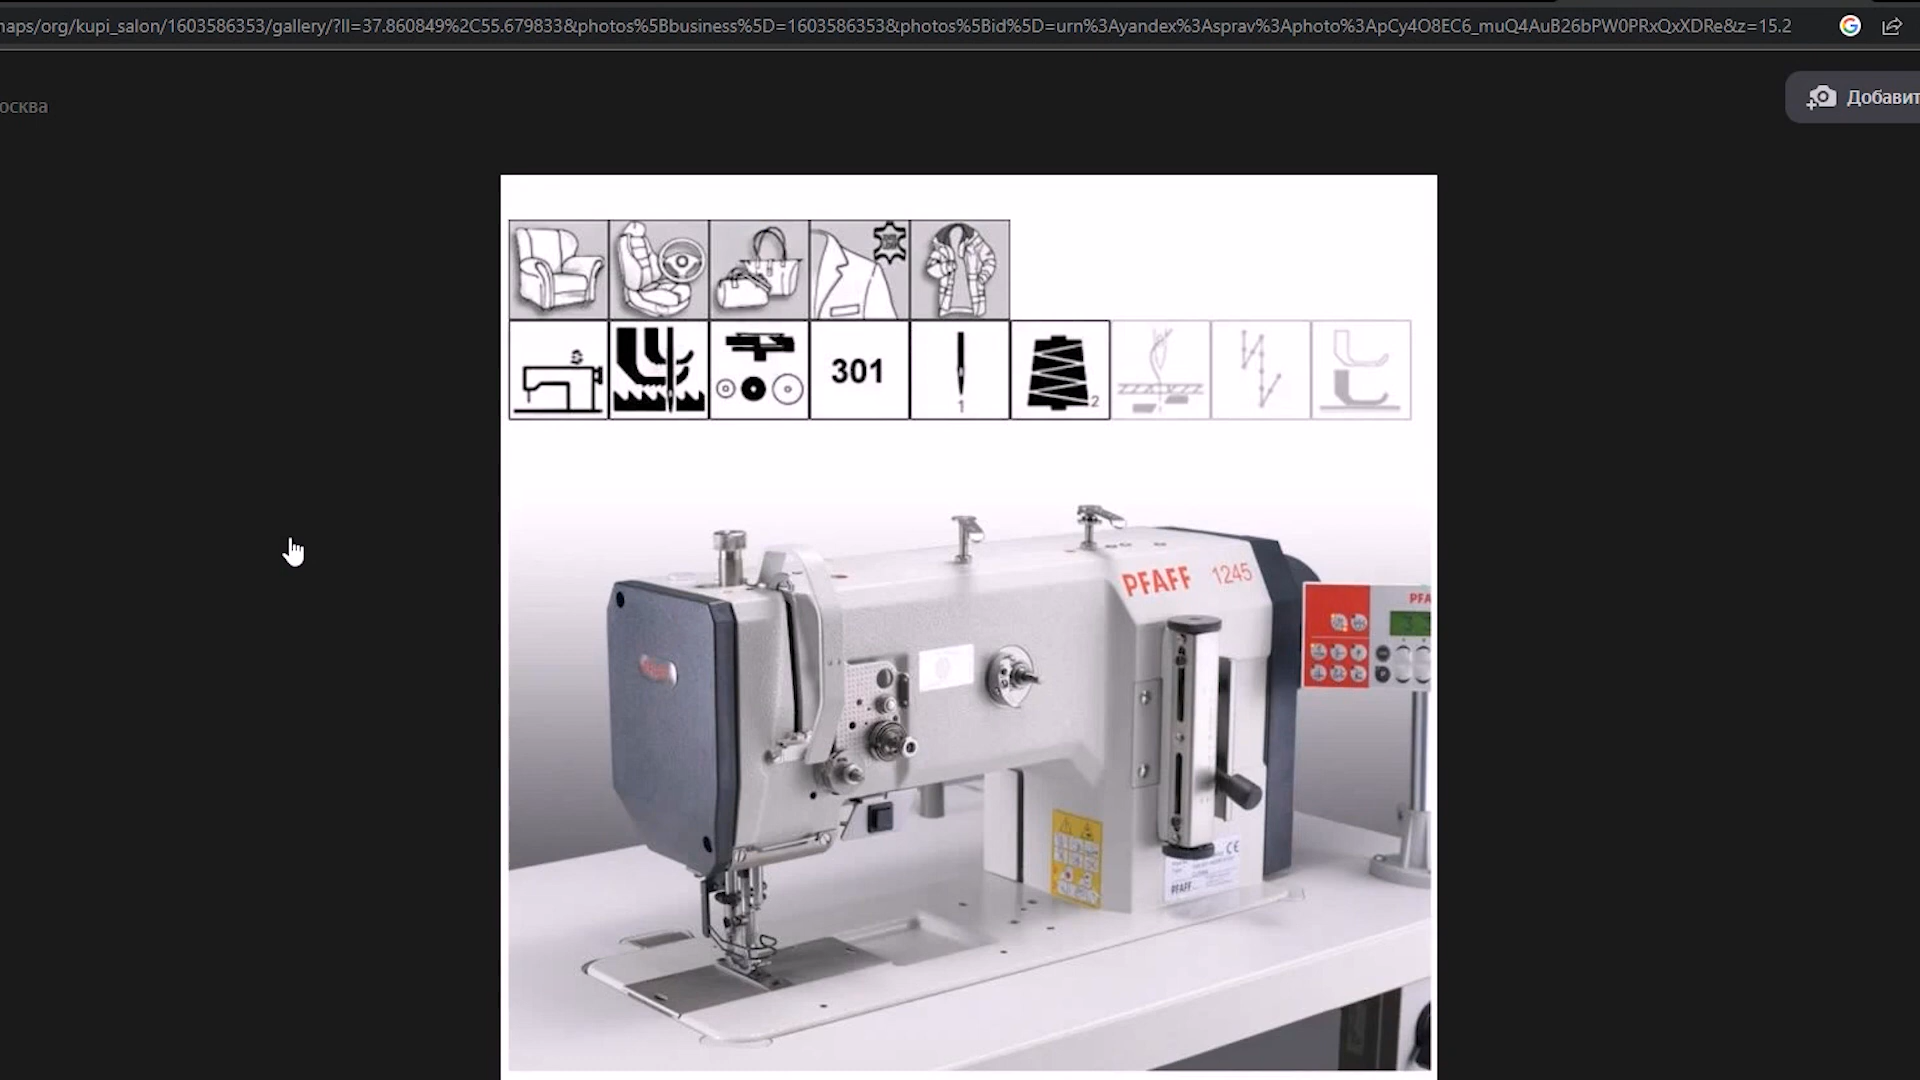 naps/org/kupi_salon/1603586353/gallery/?ll=37.860849%2C55.679833&photos%5Bbusiness%5D=1603586353&photos%5Bid%5D=urn%3Ayandex%3Asprav%3Aphoto%3ApCy4O8EC6_muQ4AuB26bPW0PRxQxXDRe&z=15.2
осква
Добавит
301
1
2
PFAFF 1245
PFA
CE
PFAFF